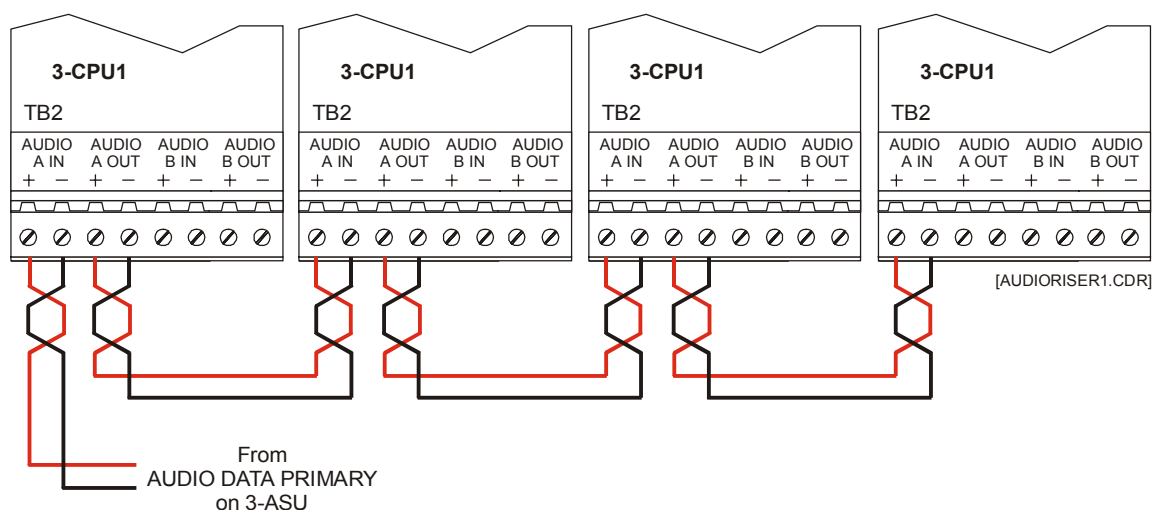 3-CPU1 3-CPU1 3-CPU1 3-CPU1
TB2 TB2 TB2 TB2
AUDIO AUDIO AUDIO AUDIO AUDIO AUDIO AUDIO AUDIO AUDIO AUDIO AUDIO AUDIO AUDIO AUDIO AUDIO AUDIO
A IN A OUT B IN B OUT A IN A OUT B IN B OUT A IN A OUT B IN B OUT A IN A OUT B IN B OUT
+ − + − + − + − + − + − + − + − + − + − + − + − + − + − + − + −
[AUDIORISER1.CDR]
From
AUDIO DATA PRIMARY
on 3-ASU